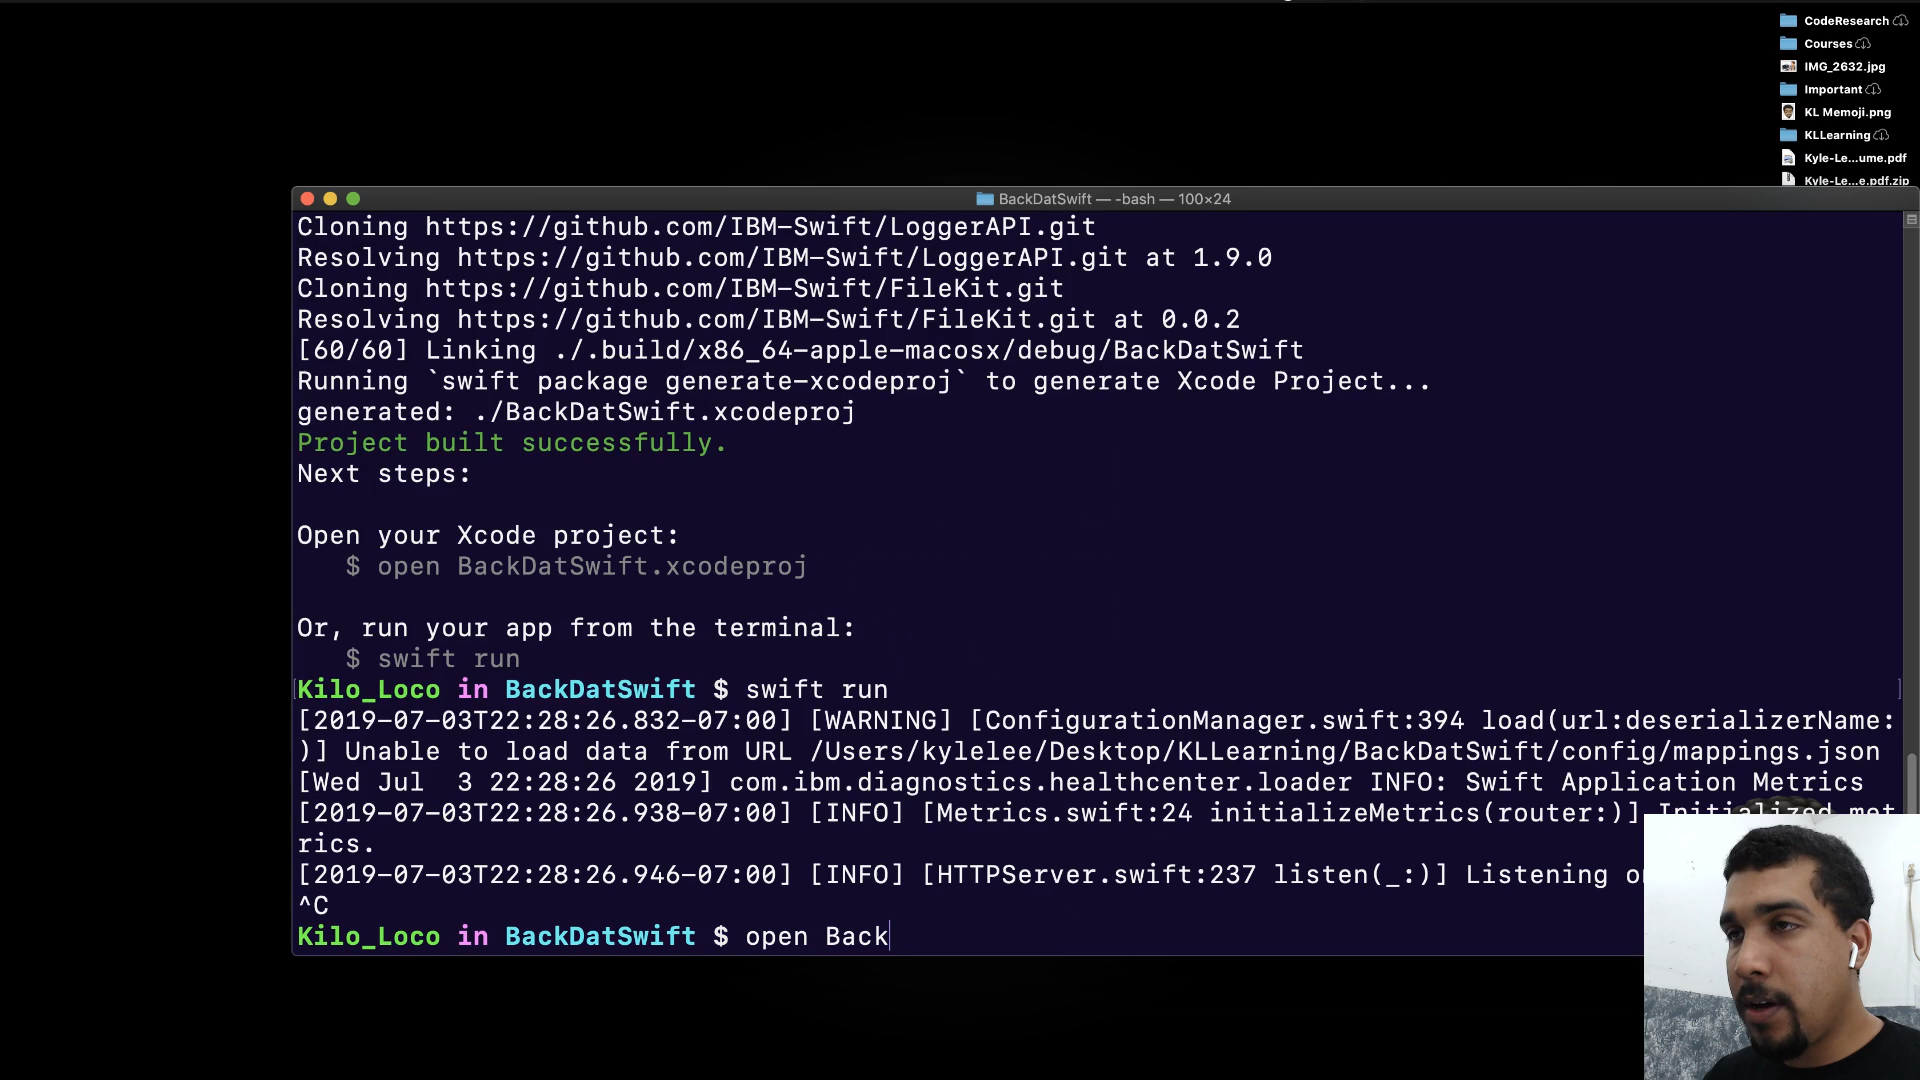 CodeResearch
Courses
IMG_2632.jpg
Important
KL Memoji.png
KLLearning
Kyle-Le...ume.pdf
Kyle-Le...e.pdf.zip
BackDatSwift — -bash — 100×24
Cloning https://github.com/IBM-Swift/LoggerAPI.git
Resolving https://github.com/IBM-Swift/LoggerAPI.git at 1.9.0
Cloning https://github.com/IBM-Swift/FileKit.git
Resolving https://github.com/IBM-Swift/FileKit.git at 0.0.2
[60/60] Linking ./.build/x86_64-apple-macosx/debug/BackDatSwift
Running `swift package generate-xcodeproj` to generate Xcode Project...
generated: ./BackDatSwift.xcodeproj
Project built successfully.
Next steps:
Open your Xcode project:
$ open BackDatSwift.xcodeproj
Or, run your app from the terminal:
$ swift run
Kilo_Loco in BackDatSwift $ swift run
[2019-07-03T22:28:26.832-07:00] [WARNING] [ConfigurationManager.swift:394 load(url:deserializerName:
)] Unable to load data from URL /Users/kylelee/Desktop/KLLearning/BackDatSwift/config/mappings.json
[Wed Jul  3 22:28:26 2019] com.ibm.diagnostics.healthcenter.loader INFO: Swift Application Metrics
[2019-07-03T22:28:26.938-07:00] [INFO] [Metrics.swift:24 initializeMetrics(router:)] Initialized met
rics.
[2019-07-03T22:28:26.946-07:00] [INFO] [HTTPServer.swift:237 listen(_:)] Listening
^C
Kilo_Loco in BackDatSwift $ open Back